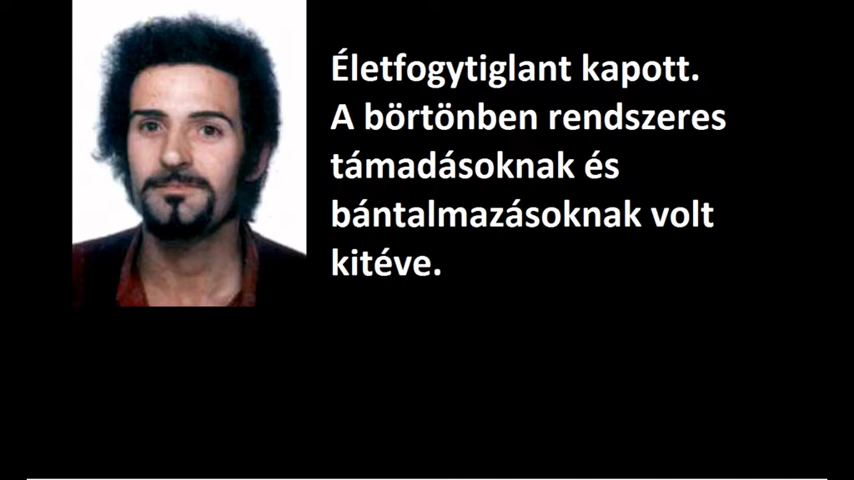 Életfogytiglant kapott.
A börtönben rendszeres
támadásoknak és
bántalmazásoknak volt
kitéve.